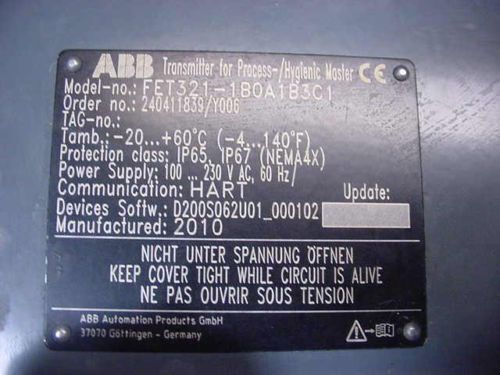 ABB Transmitter for Process-/Hygienic Master CE
Model-no.: FET321-1B0A1B3C1
Order no.: 240411839/Y006
TAG-no.:
Tamb.: -20...+60°C (-4...140°F)
Protection class: IP65, IP67 (NEMA4X)
Power Supply: 100 ... 230 V AC, 60 Hz
Communication: HART Update:
Devices Softw.: D200S062U01_000102
Manufactured: 2010
NICHT UNTER SPANNUNG ÖFFNEN
KEEP COVER TIGHT WHILE CIRCUIT IS ALIVE
NE PAS OUVRIR SOUS TENSION
ABB Automation Products GmbH
37070 Göttingen - Germany